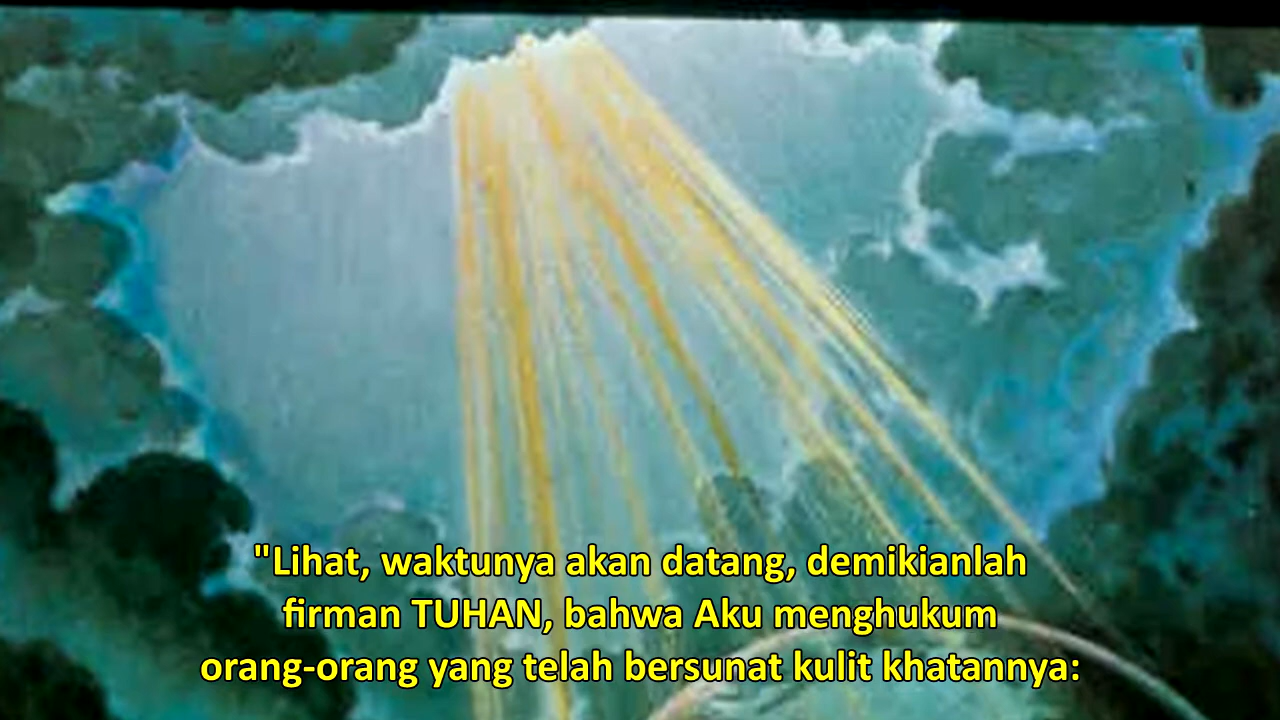 "Lihat, waktunya akan datang, demikianlah
firman TUHAN, bahwa Aku menghukum
orang-orang yang telah bersunat kulit khatannya: